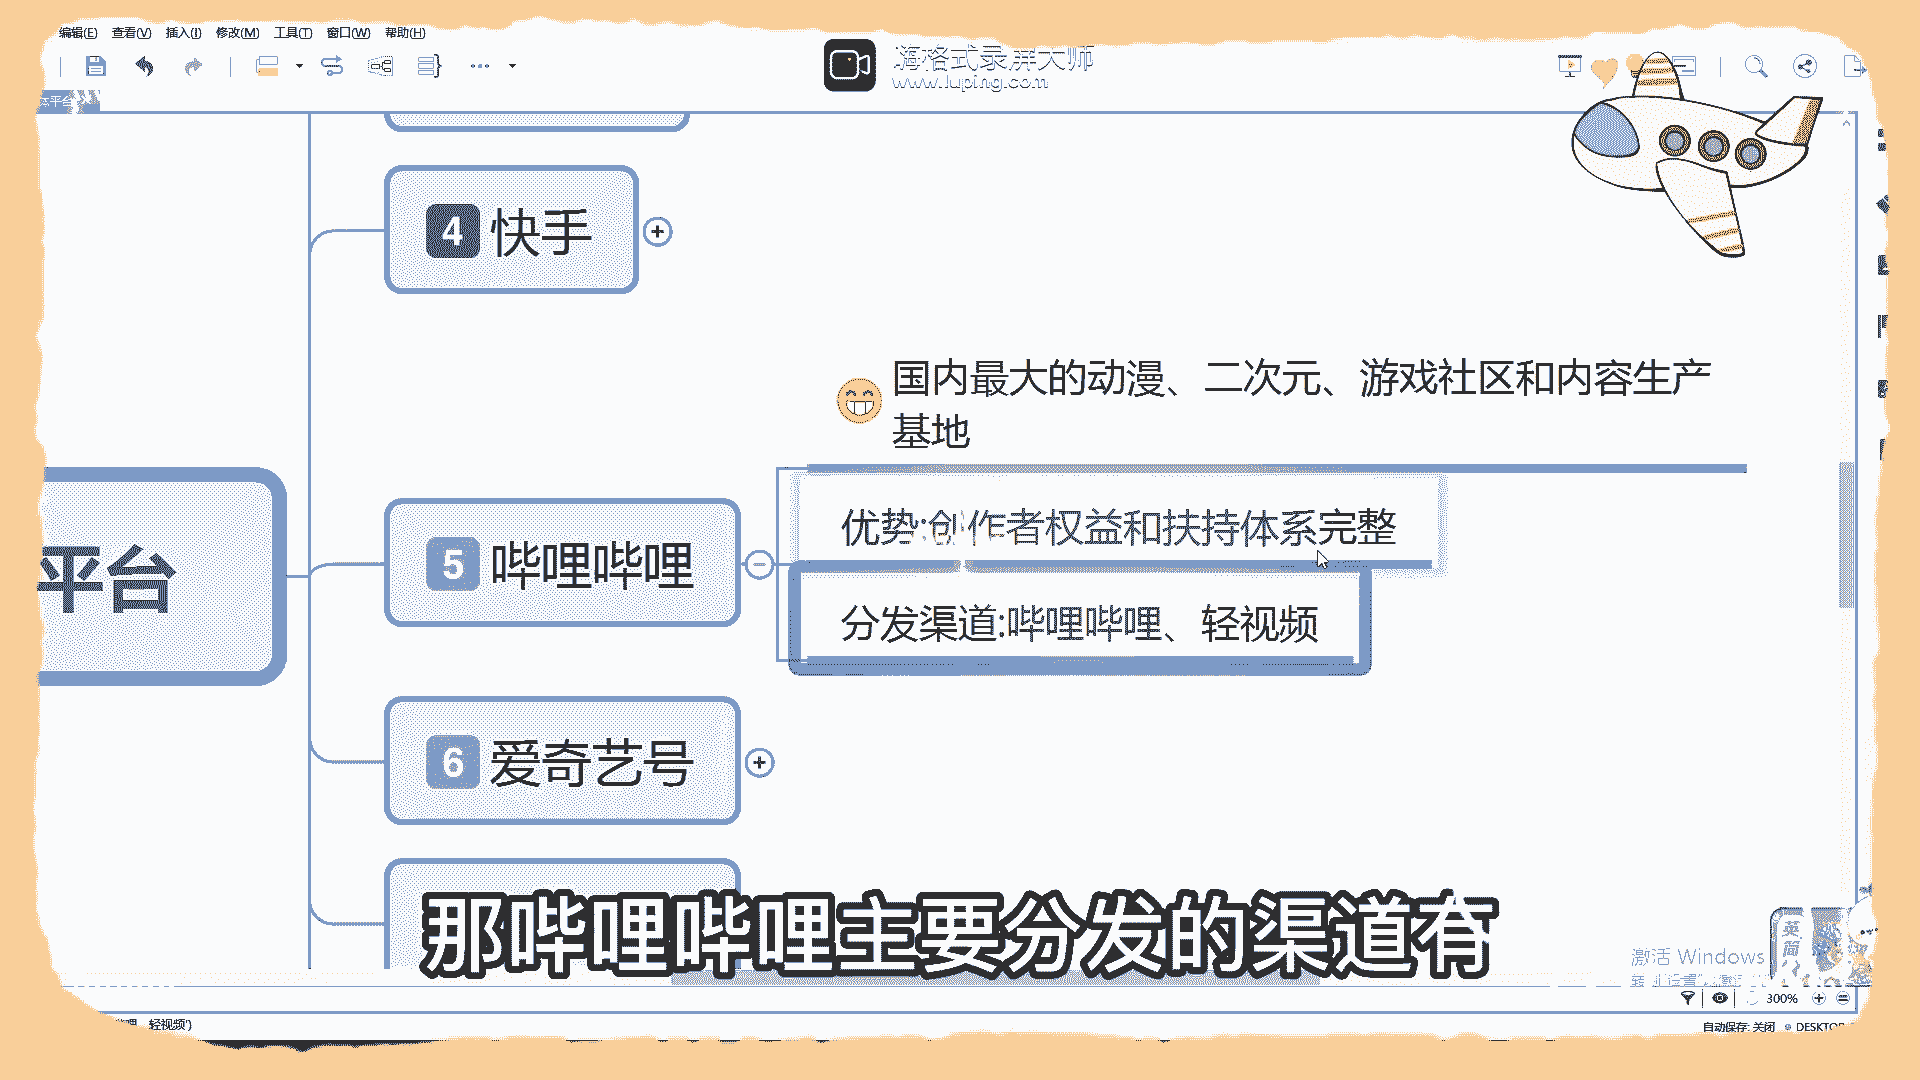 编辑(E) 查看(V) 插入(I) 修改(M) 工具(T) 窗口(W) 帮助(H)
嗨格式录屏大师
www.luping.com
4 快手
国内最大的动漫、二次元、游戏社区和内容生产
基地
优势:创作者权益和扶持体系完整
5 哔哩哔哩
平台
分发渠道:哔哩哔哩、轻视频
6 爱奇艺号
那哔哩哔哩主要分发的渠道有
英
简
激活 Windows
300%
轻视频')
自动保存: 关闭 DESKTOP